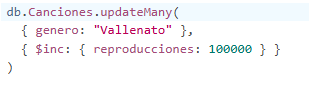 db.Canciones.updateMany(
  { genero: "Vallenato" },
  { $inc: { reproducciones: 100000 } }
)